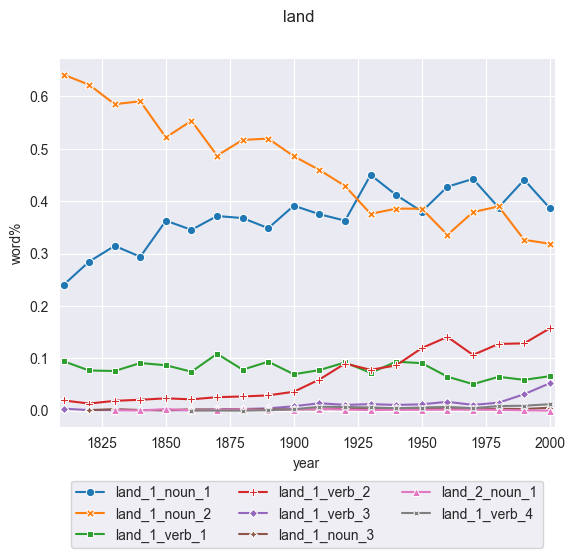 land
0.6
0.5
0.4
0.3
0.2
0.1
0.0
word%
1825 1850 1875 1900 1925 1950 1975 2000
year
land_1_noun_1 land_1_verb_2 land_2_noun_1
land_1_noun_2 land_1_verb_3 land_1_verb_4
land_1_verb_1 land_1_noun_3